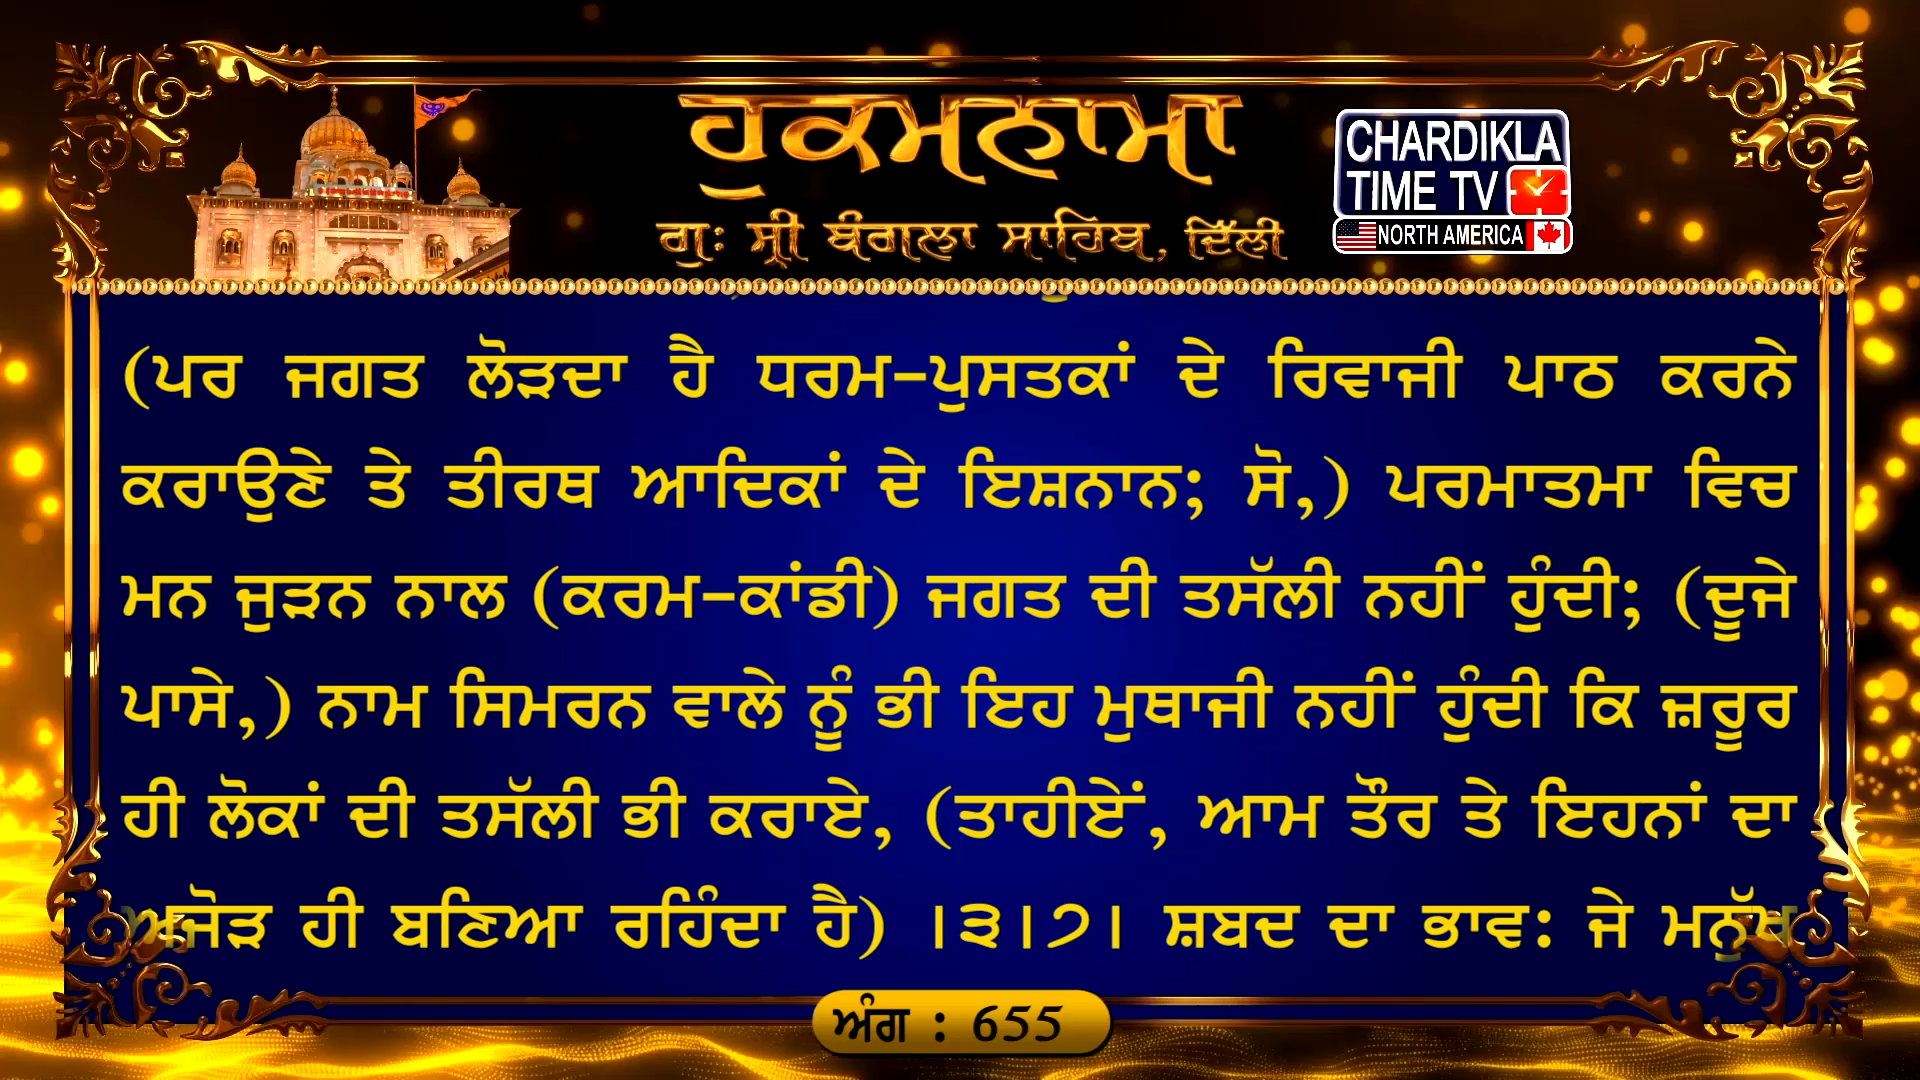 ਹੁਕਮਨਾਮਾ
ਗੁਃ ਸ੍ਰੀ ਬੰਗਲਾ ਸਾਹਿਬ, ਦਿੱਲੀ
CHARDIKLA
TIME TV
NORTH AMERICA
(ਪਰ ਜਗਤ ਲੋੜਦਾ ਹੈ ਧਰਮ-ਪੁਸਤਕਾਂ ਦੇ ਰਿਵਾਜੀ ਪਾਠ ਕਰਨੇ
ਕਰਾਉਣੇ ਤੇ ਤੀਰਥ ਆਦਿਕਾਂ ਦੇ ਇਸ਼ਨਾਨ; ਸੋ,) ਪਰਮਾਤਮਾ ਵਿਚ
ਮਨ ਜੁੜਨ ਨਾਲ (ਕਰਮ-ਕਾਂਡੀ) ਜਗਤ ਦੀ ਤਸੱਲੀ ਨਹੀਂ ਹੁੰਦੀ; (ਦੂਜੇ
ਪਾਸੇ,) ਨਾਮ ਸਿਮਰਨ ਵਾਲੇ ਨੂੰ ਭੀ ਇਹ ਮੁਥਾਜੀ ਨਹੀਂ ਹੁੰਦੀ ਕਿ ਜ਼ਰੂਰ
ਹੀ ਲੋਕਾਂ ਦੀ ਤਸੱਲੀ ਭੀ ਕਰਾਏ, (ਤਾਹੀਏਂ, ਆਮ ਤੌਰ ਤੇ ਇਹਨਾਂ ਦਾ
ਅਜੋੜ ਹੀ ਬਣਿਆ ਰਹਿੰਦਾ ਹੈ) ।੩।੭। ਸ਼ਬਦ ਦਾ ਭਾਵ: ਜੇ ਮਨੁੱਖ
ਅੰਗ : 655